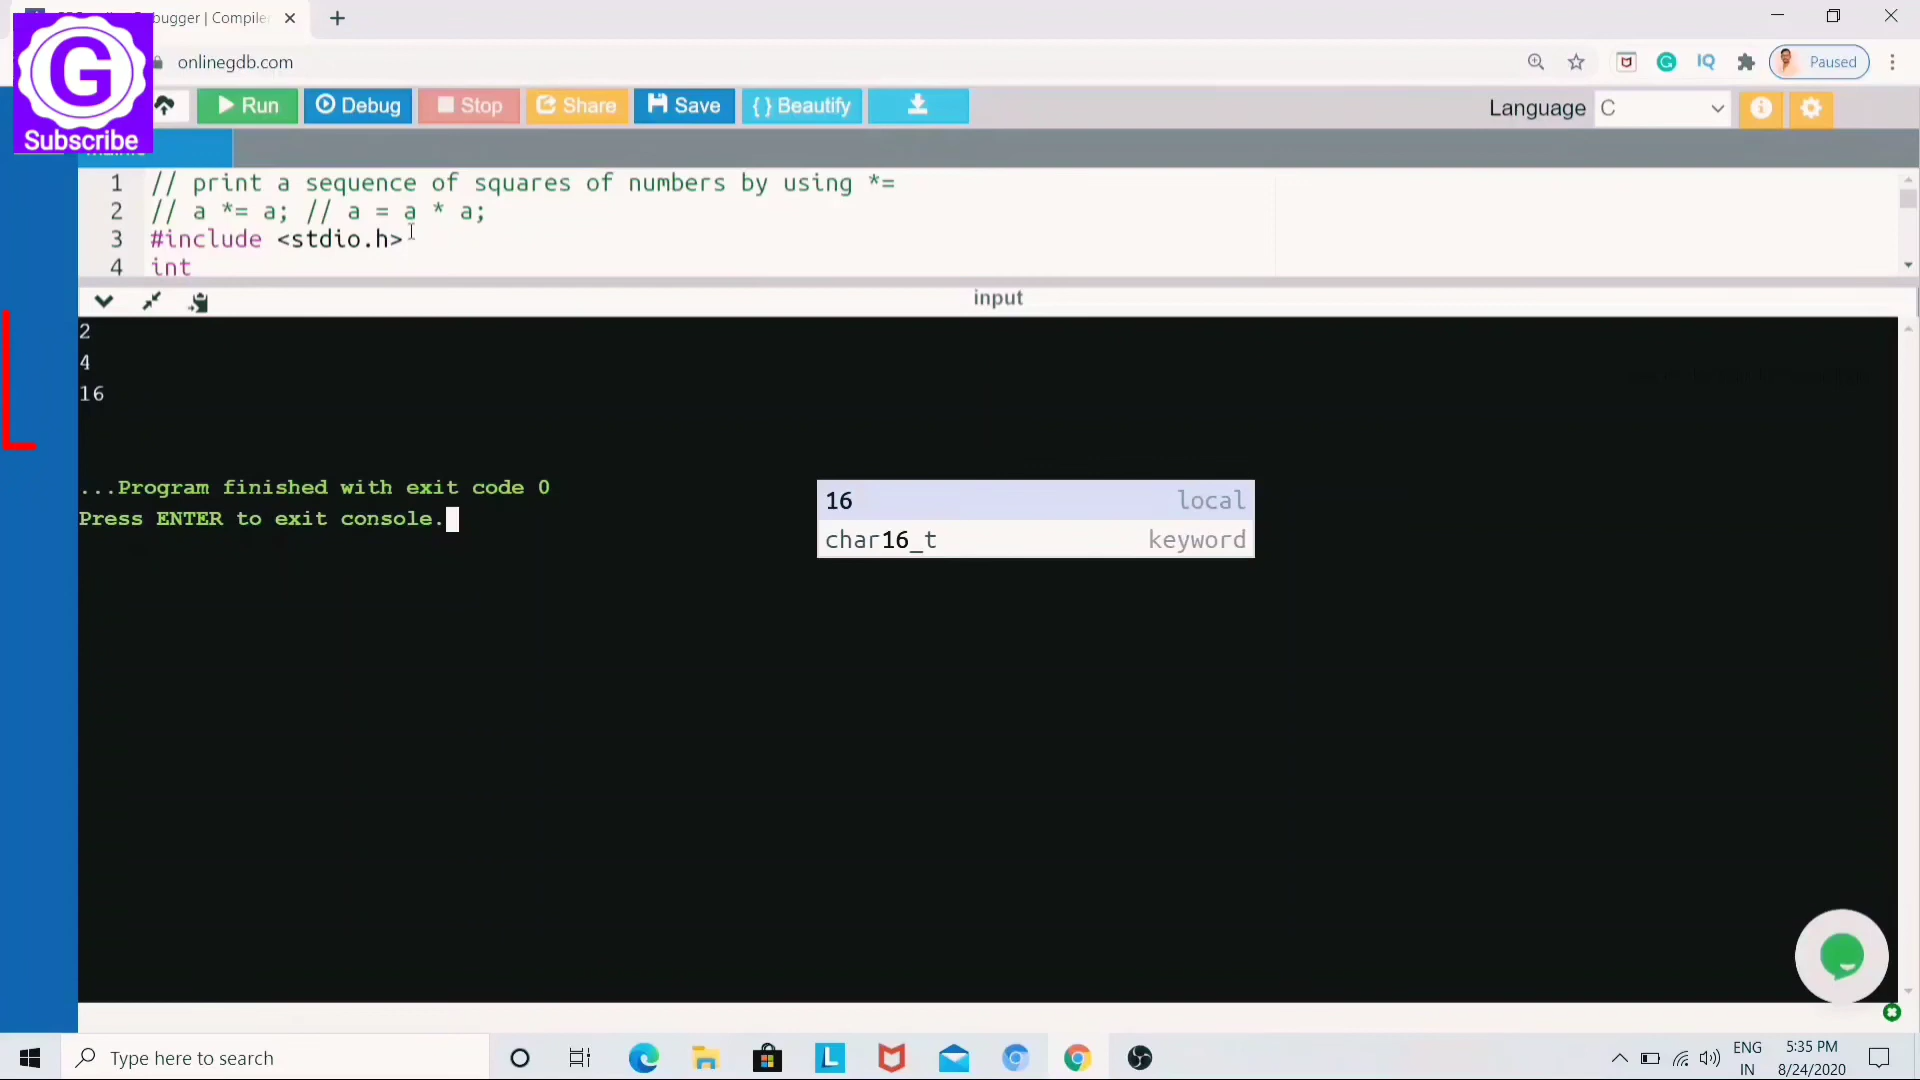 bugger | Compiler
onlinegdb.com
Paused
G
Subscribe
Run
Debug
Stop
Share
Save
{ } Beautify
Language
C
1 // print a sequence of squares of numbers by using *=
2 // a *= a; // a = a * a;
3 #include <stdio.h>
4 int
input
2
4
16
...Program finished with exit code 0
Press ENTER to exit console.
16 local
char16_t keyword
Type here to search
ENG
IN
5:35 PM
8/24/2020